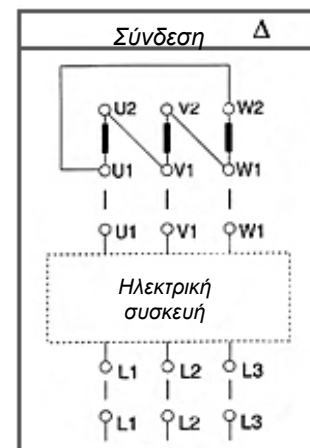 Σύνδεση Δ
U2 V2 W2
U1 V1 W1
U1 V1 W1
Ηλεκτρική
συσκευή
L1 L2 L3
L1 L2 L3